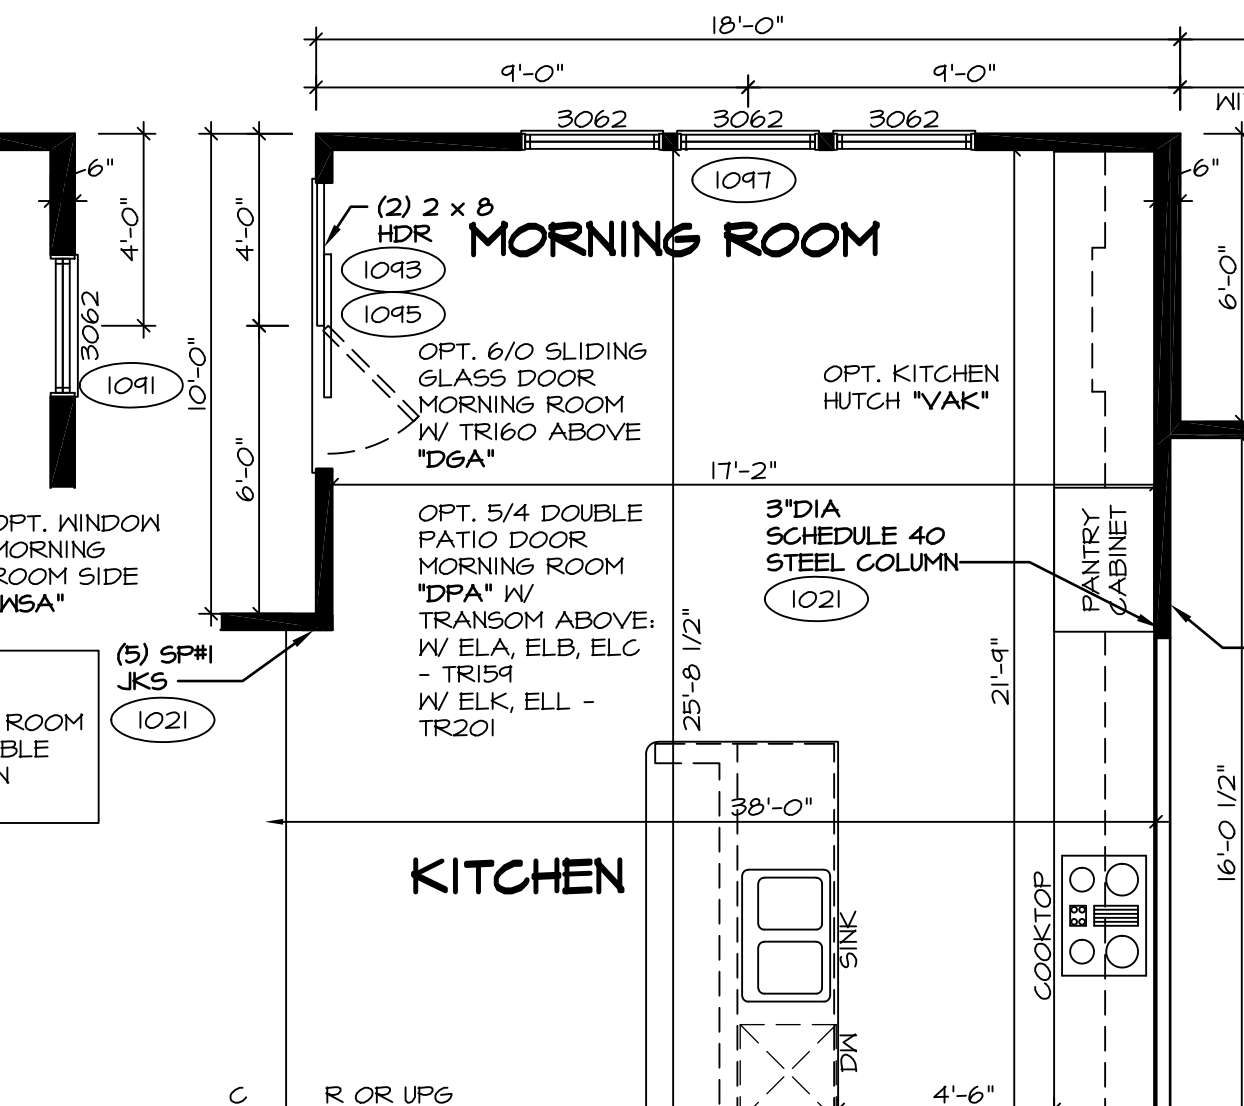 18'-0"
9'-0"
9'-0"
3062
3062
3062
6"
4'-0"
4'-0"
3062
1091
10'-0"
6'-0"
(2) 2 x 8
HDR
1093
1095
1097
MORNING ROOM
6"
6'-0"
OPT. 6/0 SLIDING
GLASS DOOR
MORNING ROOM
W/ TR160 ABOVE
"DGA"
OPT. KITCHEN
HUTCH "VAK"
17'-2"
OPT. 5/4 DOUBLE
PATIO DOOR
MORNING ROOM
"DPA" W/
TRANSOM ABOVE:
W/ ELA, ELB, ELC
- TR159
W/ ELK, ELL -
TR201
3"DIA
SCHEDULE 40
STEEL COLUMN
1021
PANTRY
CABINET
OPT. WINDOW
MORNING
ROOM SIDE
"WSA"
(5) SP#1
JKS
1021
ROOM
25'-8 1/2"
21'-9"
16'-0 1/2"
38'-0"
KITCHEN
SINK
COOKTOP
DW
R OR UPG
4'-6"